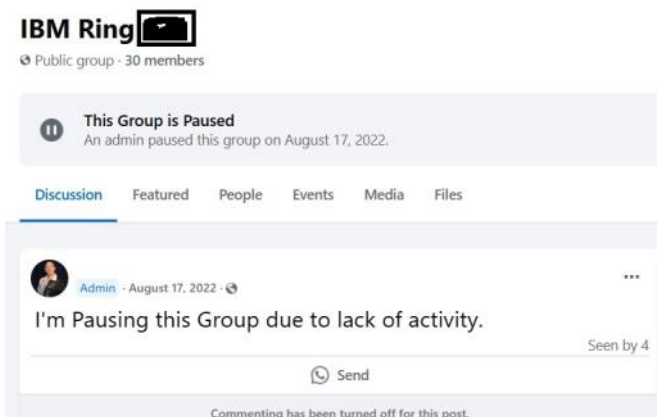 IBM Ring
Public group · 30 members
This Group is Paused
An admin paused this group on August 17, 2022.
Discussion Featured People Events Media Files
Admin · August 17, 2022 ·
...
I'm Pausing this Group due to lack of activity.
Seen by 4
Send
Commenting has been turned off for this post.